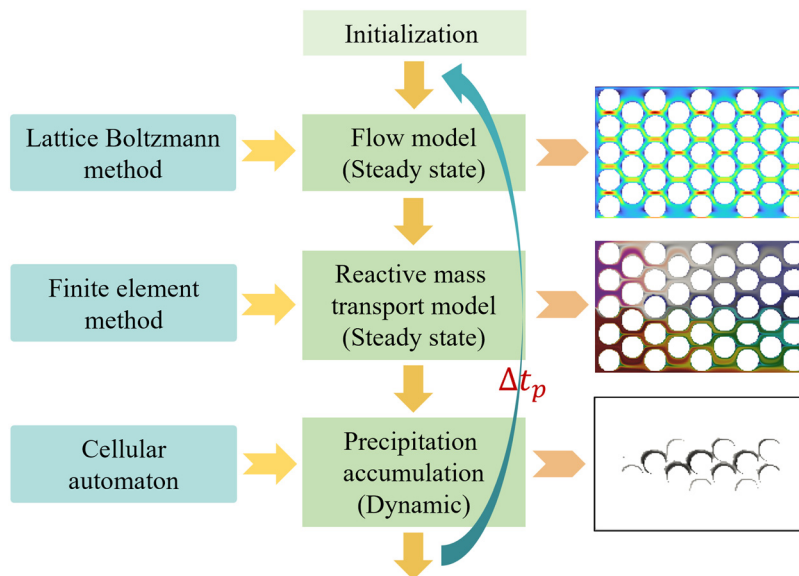 Initialization
Lattice Boltzmann
method
Flow model
(Steady state)
Finite element
method
Reactive mass
transport model
(Steady state)
Δtₚ
Cellular
automaton
Precipitation
accumulation
(Dynamic)